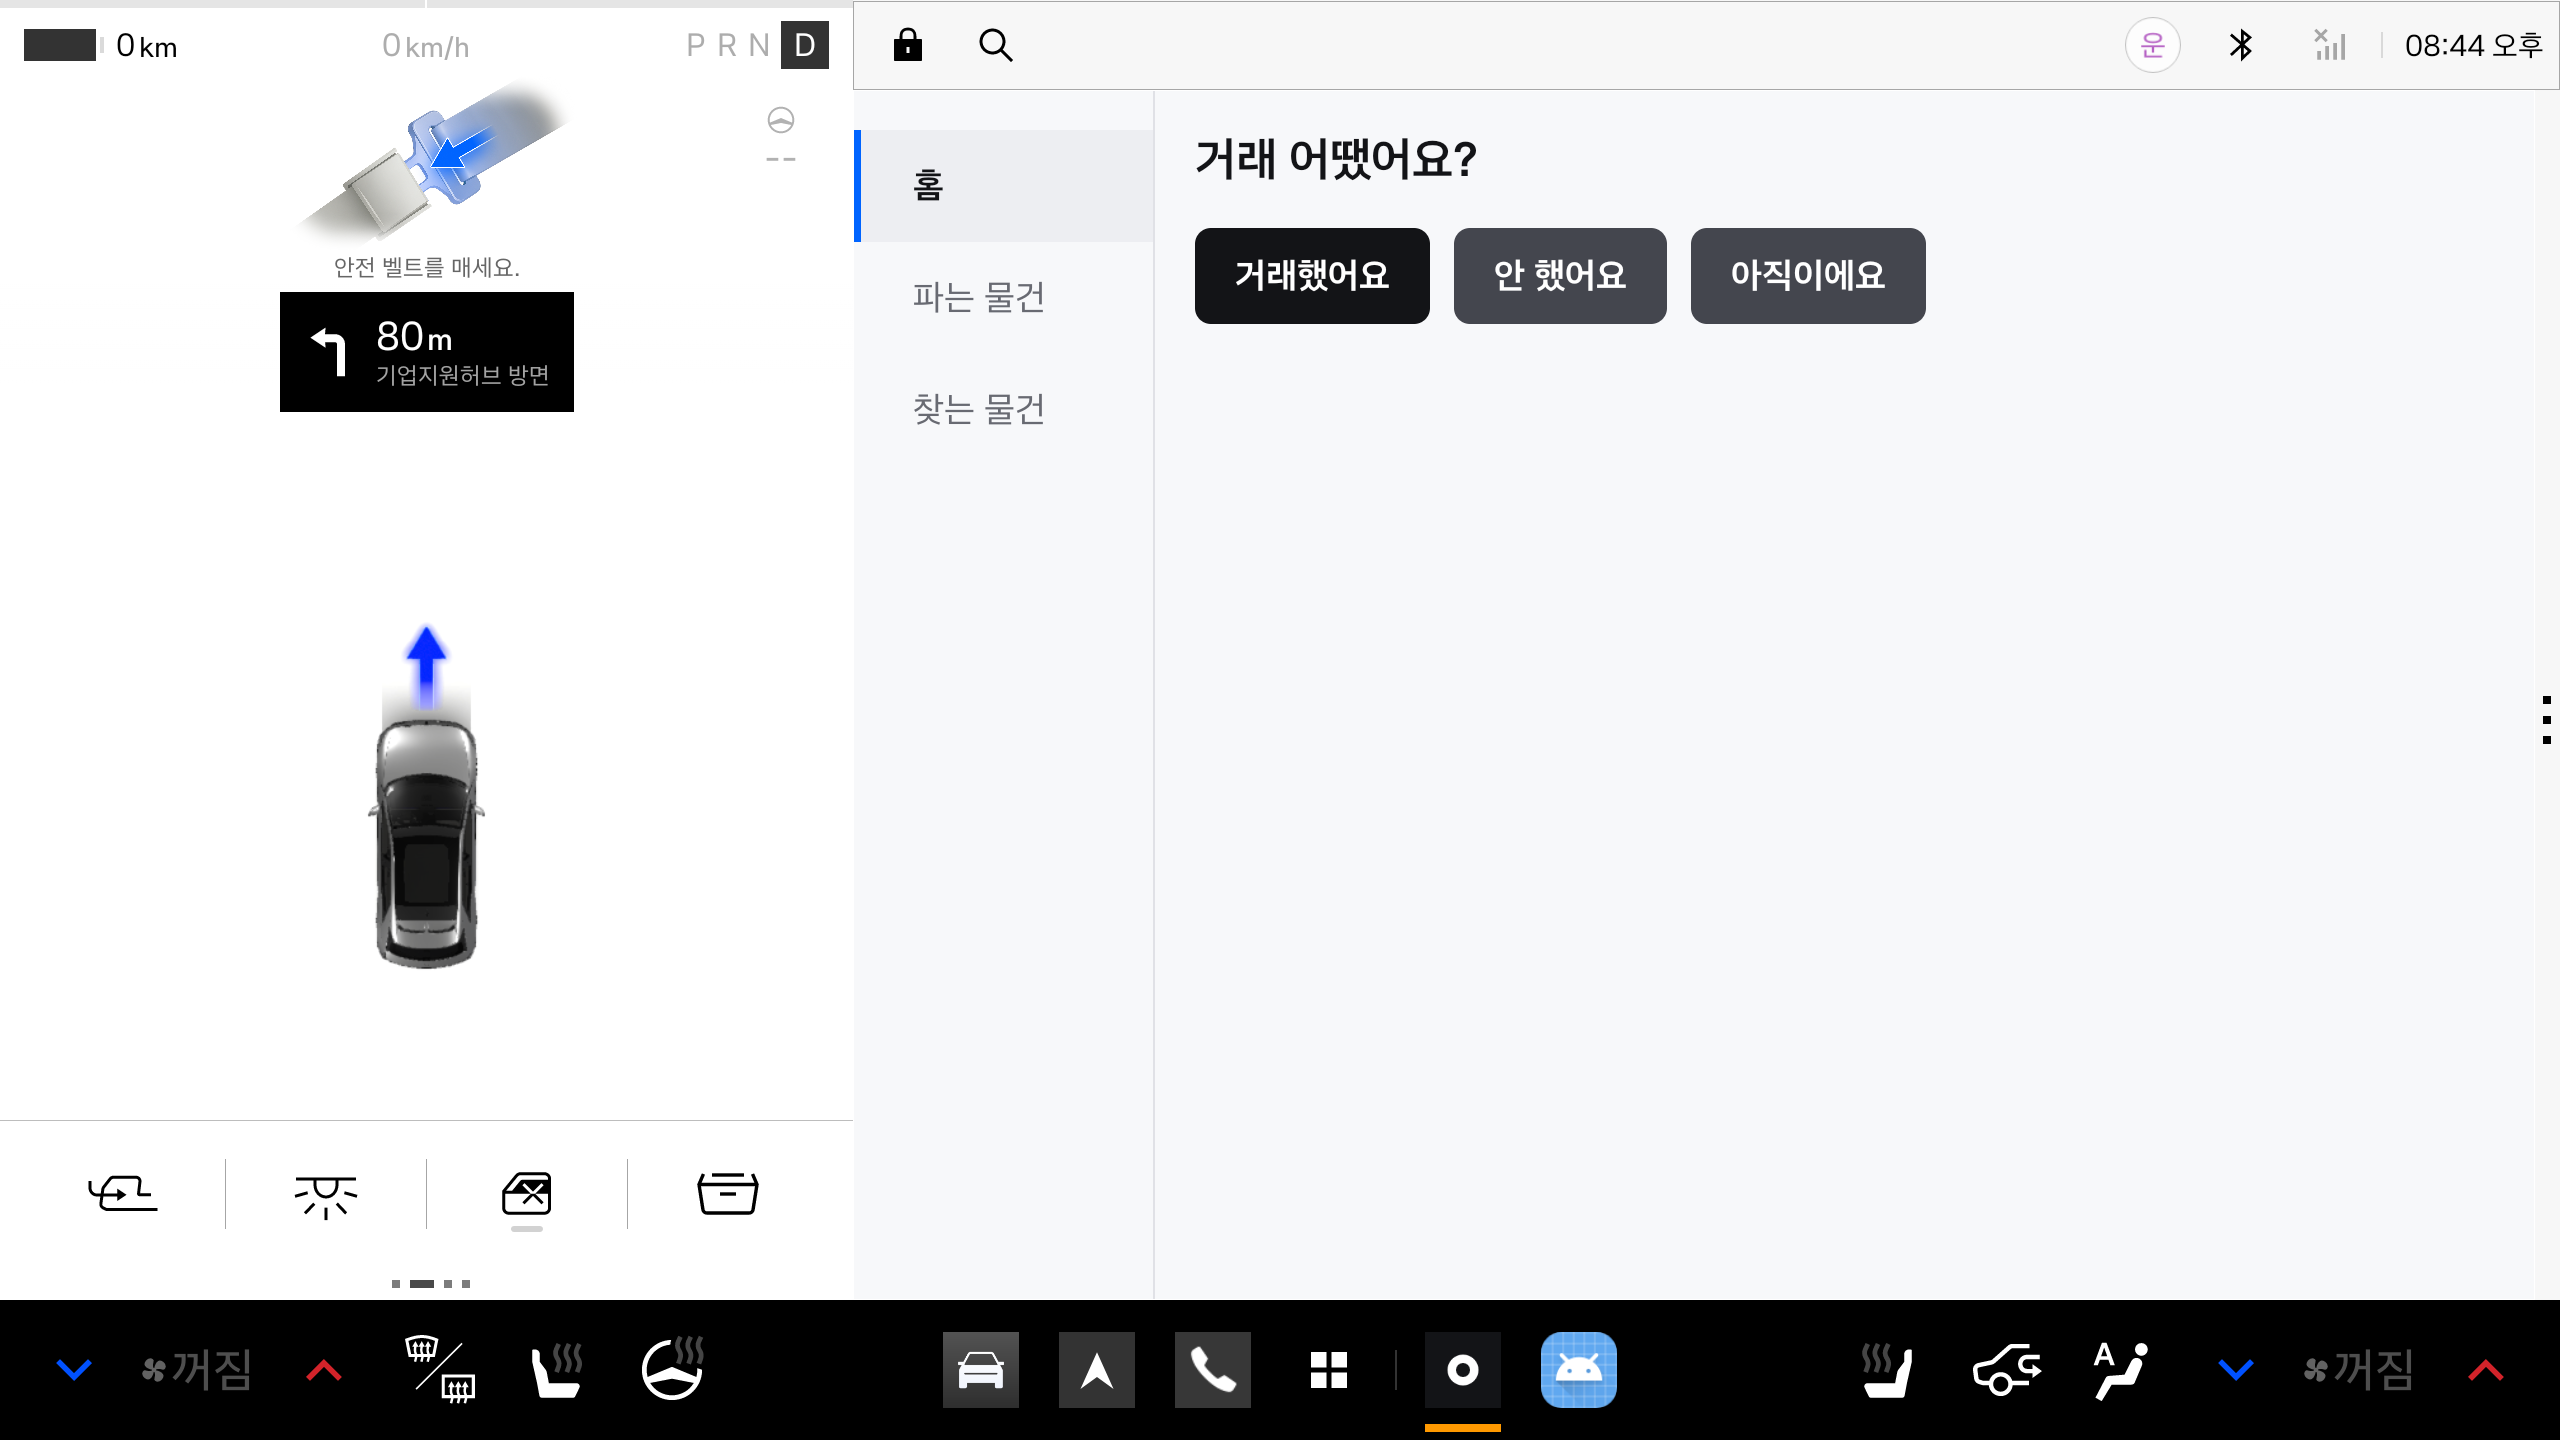 0 km
0 km/h
P R N D
안전 벨트를 매세요.
80 m
기업지원허브 방면
운
08:44 오후
홈
파는 물건
찾는 물건
거래 어땠어요?
거래했어요
안 했어요
아직이에요
꺼짐
A
꺼짐